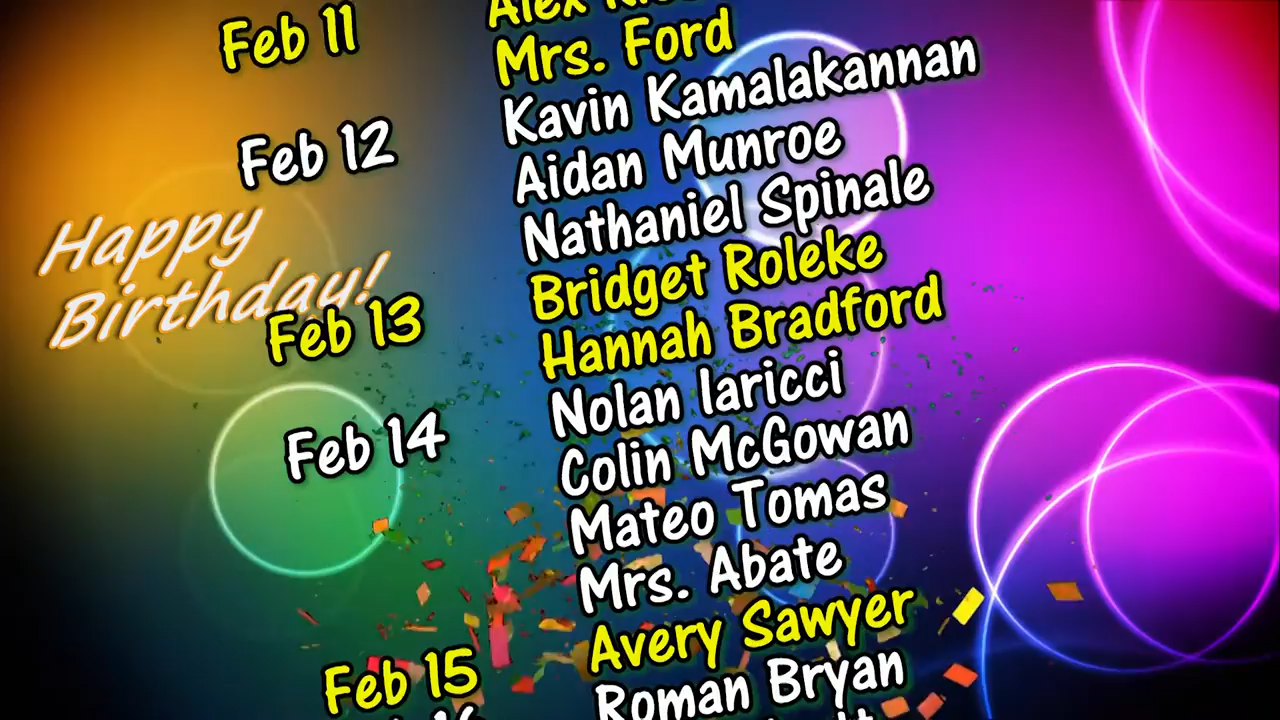 Feb 11 Alex
Mrs. Ford
Feb 12 Kavin Kamalakannan
Aidan Munroe
Nathaniel Spinale
Happy
Birthday!
Feb 13 Bridget Roleke
Hannah Bradford
Feb 14 Nolan Iaricci
Colin McGowan
Mateo Tomas
Mrs. Abate
Feb 15 Avery Sawyer
Roman Bryan